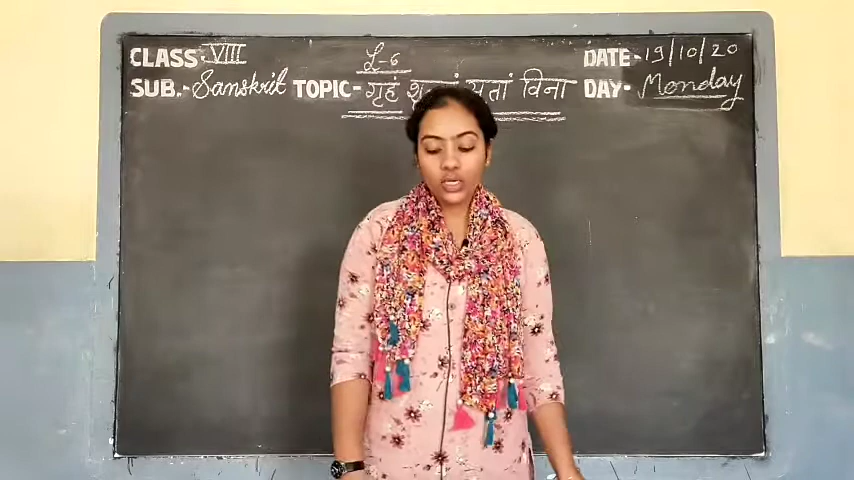 CLASS- VIII L-6 DATE- 19/10/20
SUB.- Sanskrit TOPIC- गृहं विना DAY- Monday